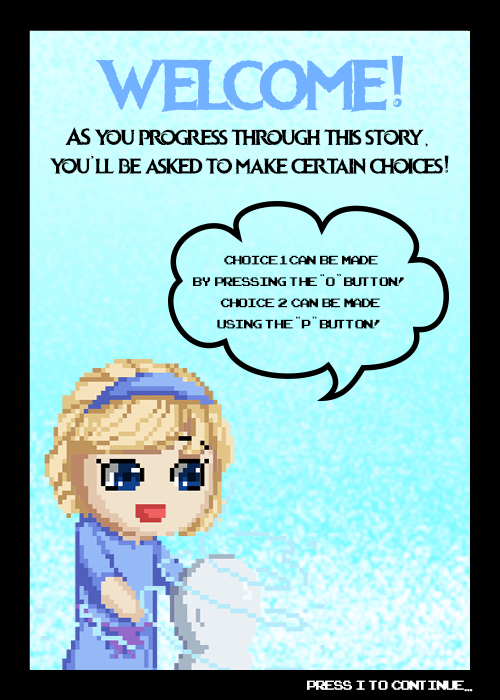 WELCOME!
AS YOU PROGRESS THROUGH THIS STORY,
YOU'LL BE ASKED TO MAKE CERTAIN CHOICES!
CHOICE 1 CAN BE MADE
BY PRESSING THE "O" BUTTON!
CHOICE 2 CAN BE MADE
USING THE "P" BUTTON!
PRESS I TO CONTINUE...